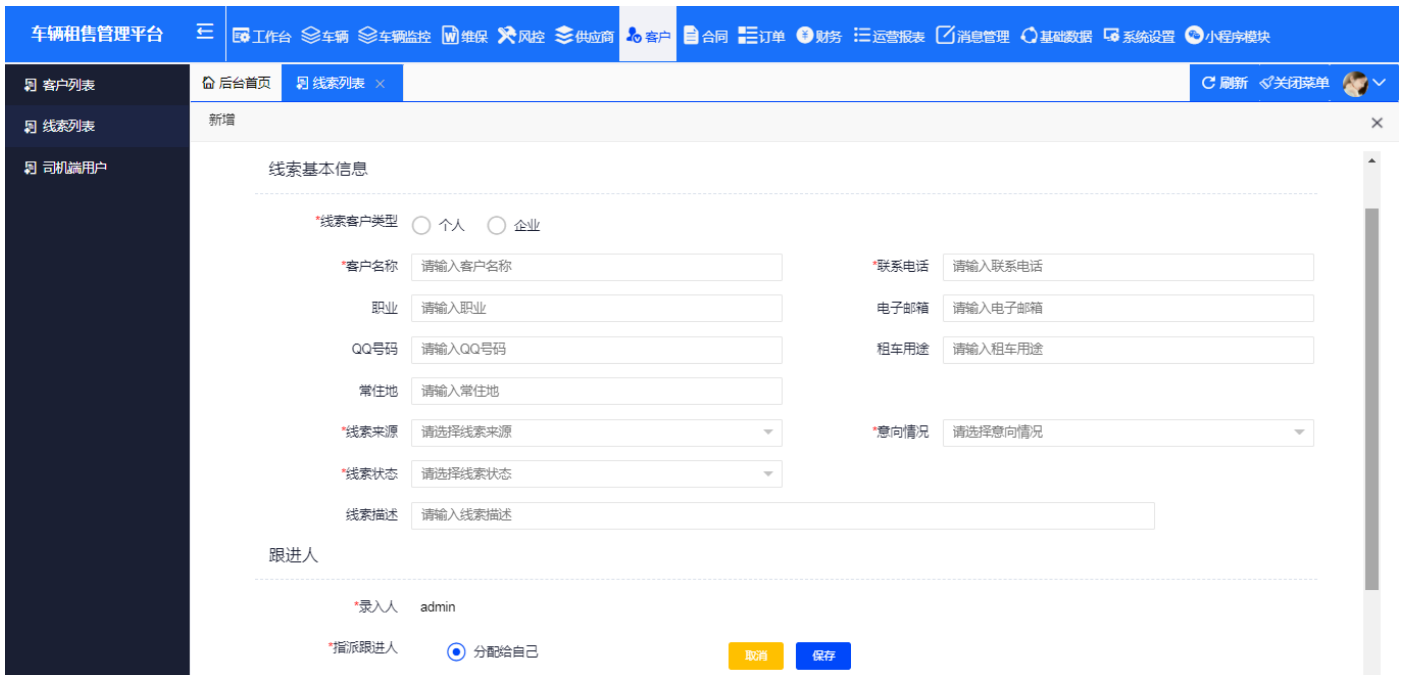 车辆租售管理平台 工作台 车辆 车辆监控 维保 风控 供应商 客户 合同 订单 财务 运营报表 消息管理 基础数据 系统设置 小程序模块
客户列表 后台首页 线索列表 × 刷新 关闭菜单
线索列表 新增 ×
司机端用户
线索基本信息
*线索客户类型 个人 企业
*客户名称 请输入客户名称 *联系电话 请输入联系电话
职业 请输入职业 电子邮箱 请输入电子邮箱
QQ号码 请输入QQ号码 租车用途 请输入租车用途
常住地 请输入常住地
*线索来源 请选择线索来源 *意向情况 请选择意向情况
*线索状态 请选择线索状态
线索描述 请输入线索描述
跟进人
*录入人 admin
*指派跟进人 分配给自己 取消 保存